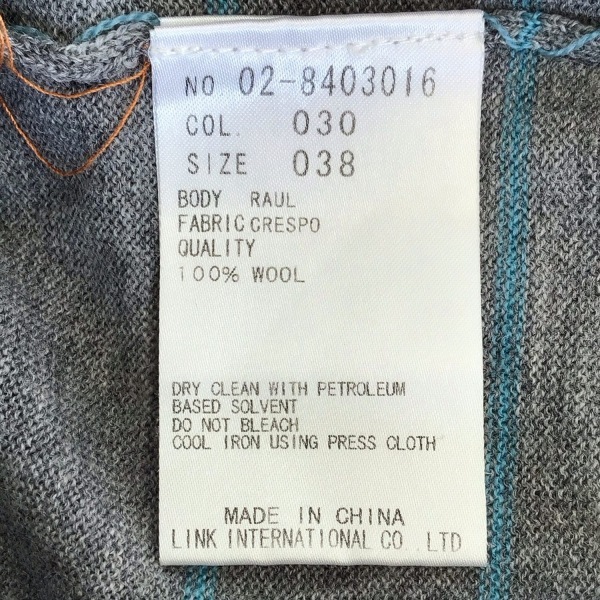 NO 02-8403016
COL. 030
SIZE 038
BODY RAUL
FABRIC CRESPO
QUALITY
100% WOOL
DRY CLEAN WITH PETROLEUM
BASED SOLVENT
DO NOT BLEACH
COOL IRON USING PRESS CLOTH
MADE IN CHINA
LINK INTERNATIONAL CO.,LTD